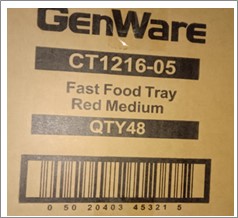 GenWare
CT1216-05
Fast Food Tray
Red Medium
QTY48
0 50 20403 45321 5